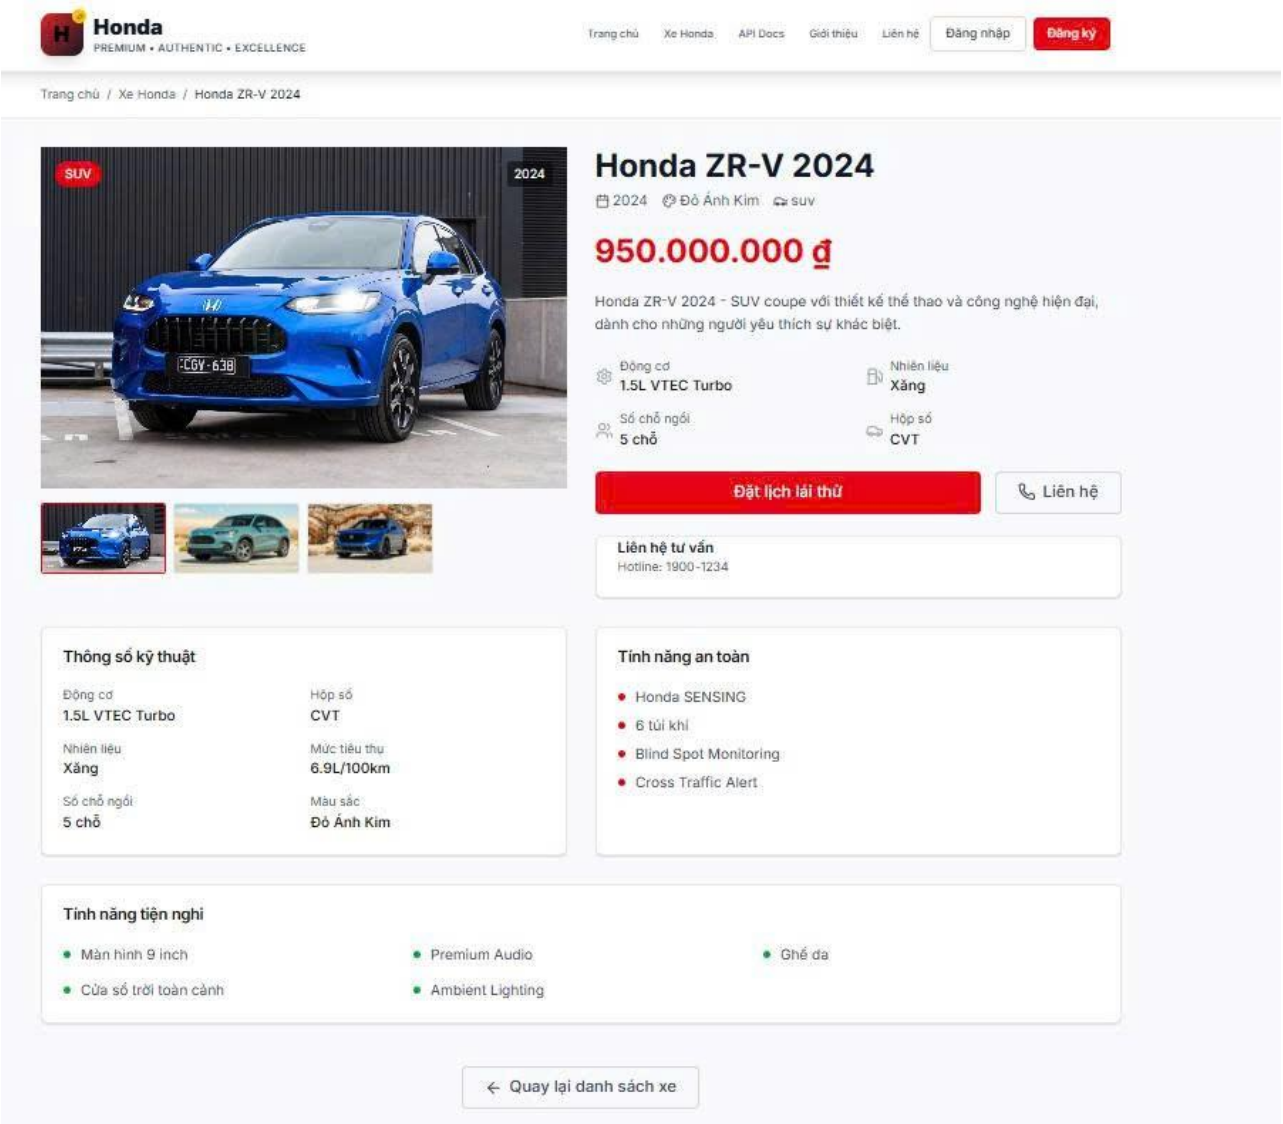 H
Honda
PREMIUM • AUTHENTIC • EXCELLENCE
Trang chủ Xe Honda API Docs Giới thiệu Liên hệ Đăng nhập Đăng ký
Trang chủ / Xe Honda / Honda ZR-V 2024
SUV 2024
CGY-638
Honda ZR-V 2024
2024 Đỏ Ánh Kim suv
950.000.000 ₫
Honda ZR-V 2024 - SUV coupe với thiết kế thể thao và công nghệ hiện đại,
dành cho những người yêu thích sự khác biệt.
Động cơ Nhiên liệu
1.5L VTEC Turbo Xăng
Số chỗ ngồi Hộp số
5 chỗ CVT
Đặt lịch lái thử Liên hệ
Liên hệ tư vấn
Hotline: 1900-1234
Thông số kỹ thuật
Động cơ Hộp số
1.5L VTEC Turbo CVT
Nhiên liệu Mức tiêu thụ
Xăng 6.9L/100km
Số chỗ ngồi Màu sắc
5 chỗ Đỏ Ánh Kim
Tính năng an toàn
Honda SENSING
6 túi khí
Blind Spot Monitoring
Cross Traffic Alert
Tính năng tiện nghi
Màn hình 9 inch Premium Audio Ghế da
Cửa sổ trời toàn cảnh Ambient Lighting
← Quay lại danh sách xe